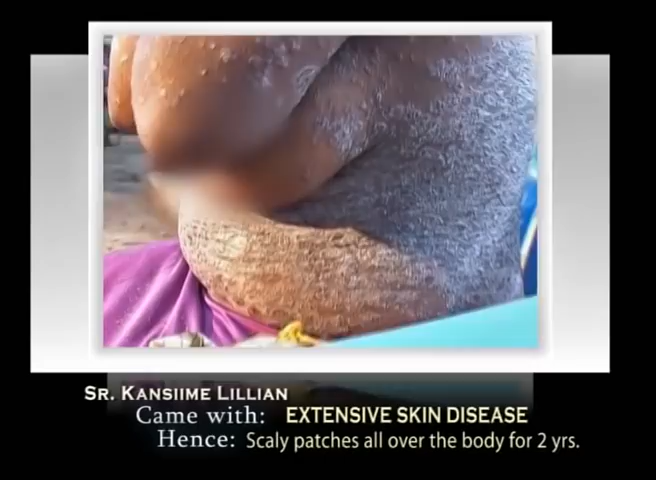 SR. KANSIIME LILLIAN
Came with: EXTENSIVE SKIN DISEASE
Hence: Scaly patches all over the body for 2 yrs.